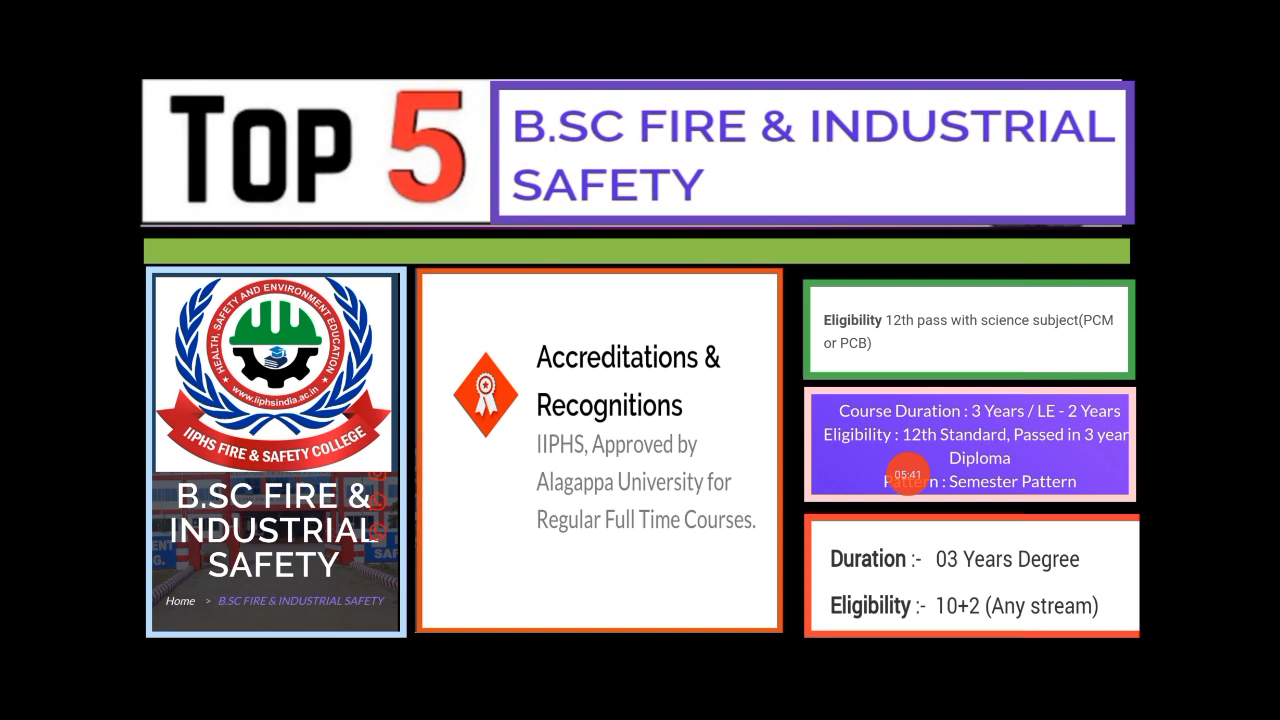 TOP 5
B.SC FIRE & INDUSTRIAL
SAFETY
HEALTH, SAFETY AND ENVIRONMENT EDUCATION
www.iiphsindia.ac.in
IIPHS FIRE & SAFETY COLLEGE
B.SC FIRE &
INDUSTRIAL
SAFETY
Home > B.SC FIRE & INDUSTRIAL SAFETY
Accreditations &
Recognitions
IIPHS, Approved by
Alagappa University for
Regular Full Time Courses.
Eligibility 12th pass with science subject(PCM
or PCB)
Course Duration : 3 Years / LE - 2 Years
Eligibility : 12th Standard, Passed in 3 year
Diploma
05:41
Pattern : Semester Pattern
Duration :- 03 Years Degree
Eligibility :- 10+2 (Any stream)